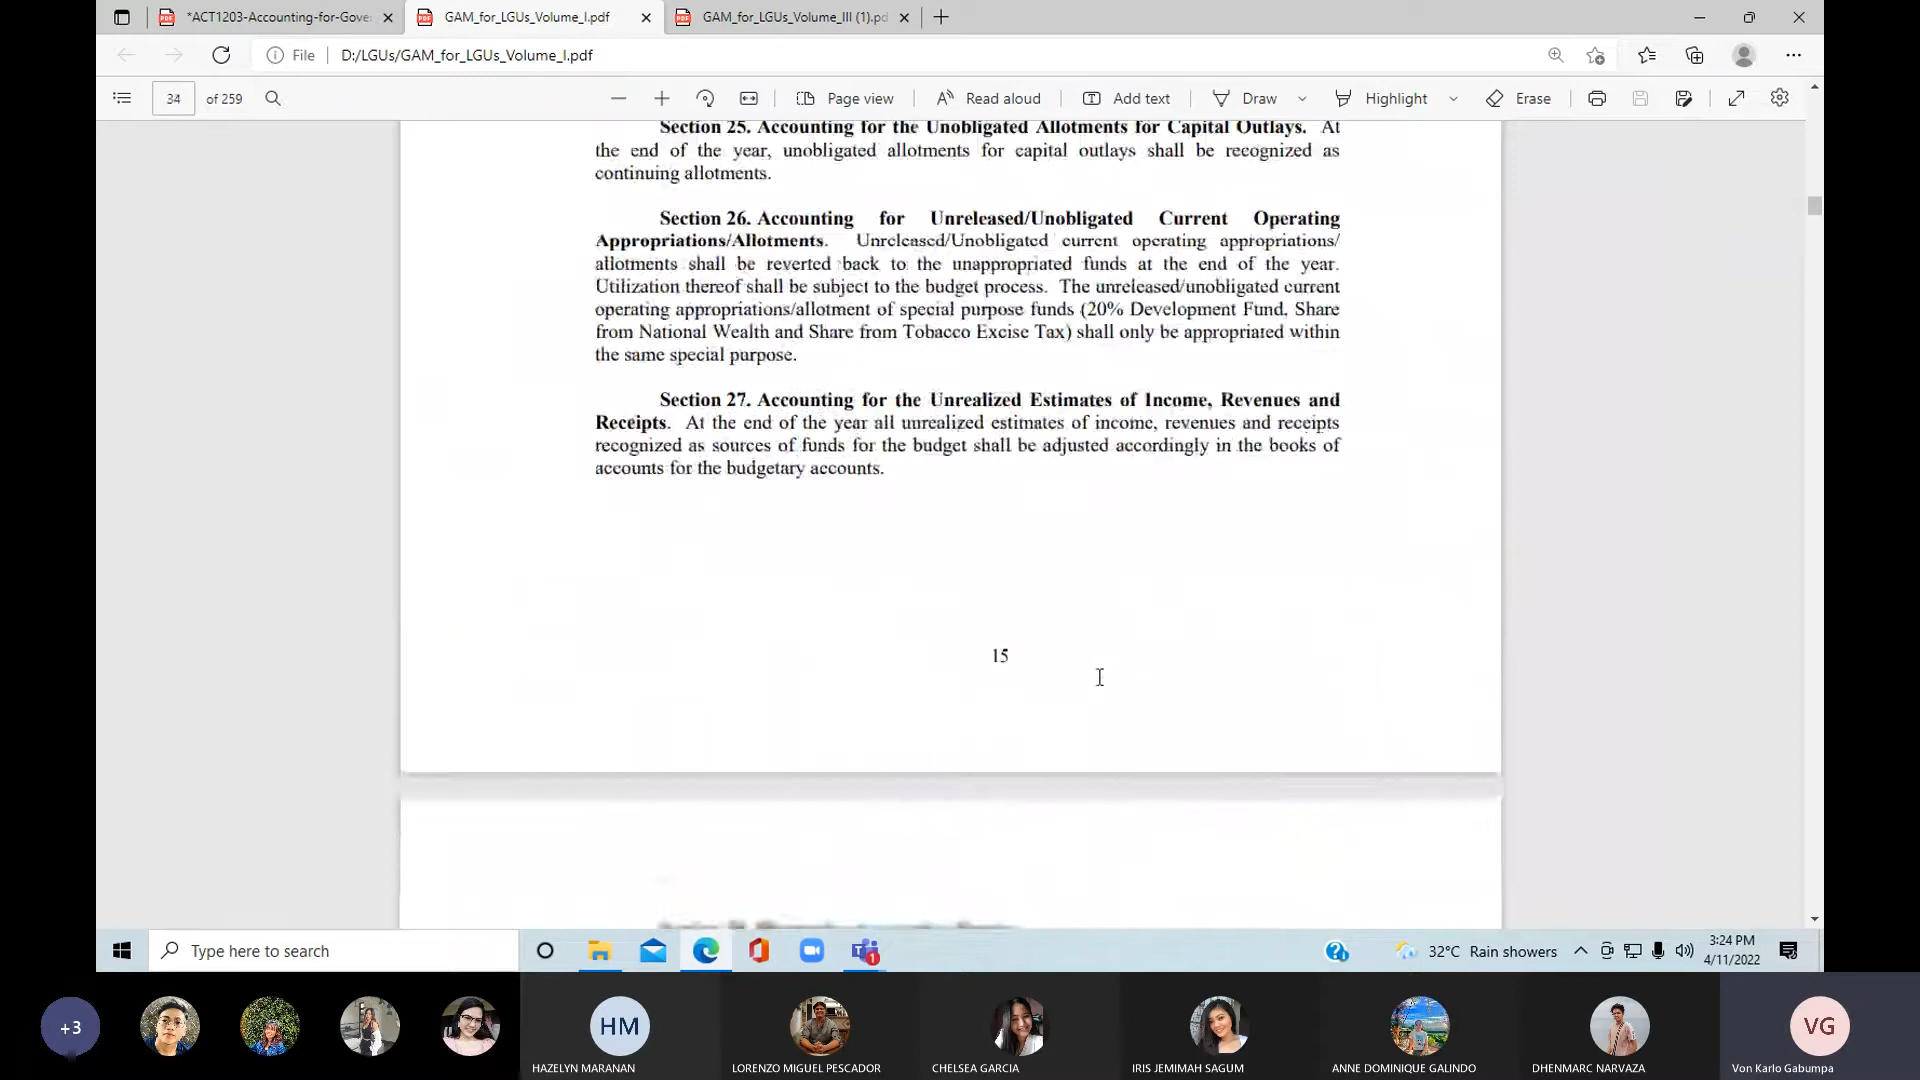 *ACT1203-Accounting-for-Gove
GAM_for_LGUs_Volume_I.pdf
GAM_for_LGUs_Volume_III (1).pd
File
D:/LGUs/GAM_for_LGUs_Volume_I.pdf
34
of 259
Page view
Read aloud
Add text
Draw
Highlight
Erase
Section 25. Accounting for the Unobligated Allotments for Capital Outlays. At
the end of the year, unobligated allotments for capital outlays shall be recognized as
continuing allotments.
Section 26. Accounting for Unreleased/Unobligated Current Operating
Appropriations/Allotments. Unreleased/Unobligated current operating appropriations/
allotments shall be reverted back to the unappropriated funds at the end of the year.
Utilization thereof shall be subject to the budget process. The unreleased/unobligated current
operating appropriations/allotment of special purpose funds (20% Development Fund, Share
from National Wealth and Share from Tobacco Excise Tax) shall only be appropriated within
the same special purpose.
Section 27. Accounting for the Unrealized Estimates of Income, Revenues and
Receipts. At the end of the year all unrealized estimates of income, revenues and receipts
recognized as sources of funds for the budget shall be adjusted accordingly in the books of
accounts for the budgetary accounts.
15
Type here to search
1
32°C Rain showers
3:24 PM
4/11/2022
+3
HM
VG
HAZELYN MARANAN
LORENZO MIGUEL PESCADOR
CHELSEA GARCIA
IRIS JEMIMAH SAGUM
ANNE DOMINIQUE GALINDO
DHENMARC NARVAZA
Von Karlo Gabumpa